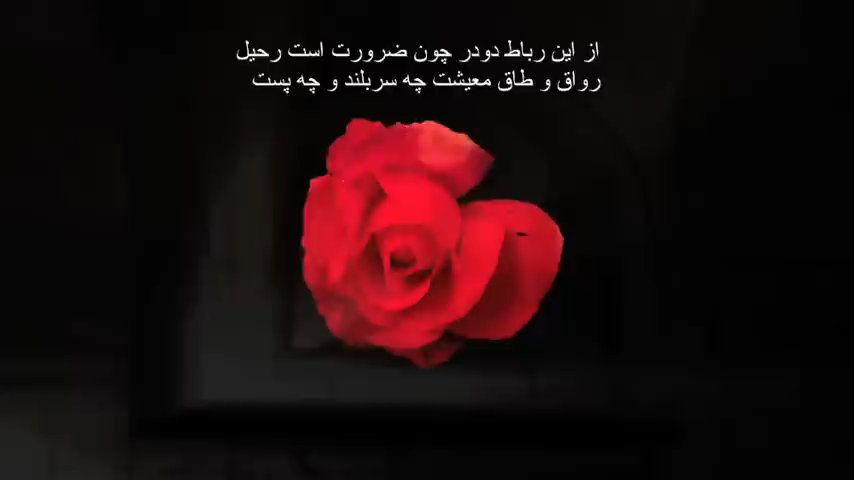 از این رباط دودر چون ضرورت است رحیل
رواق و طاق معیشت چه سربلند و چه پست